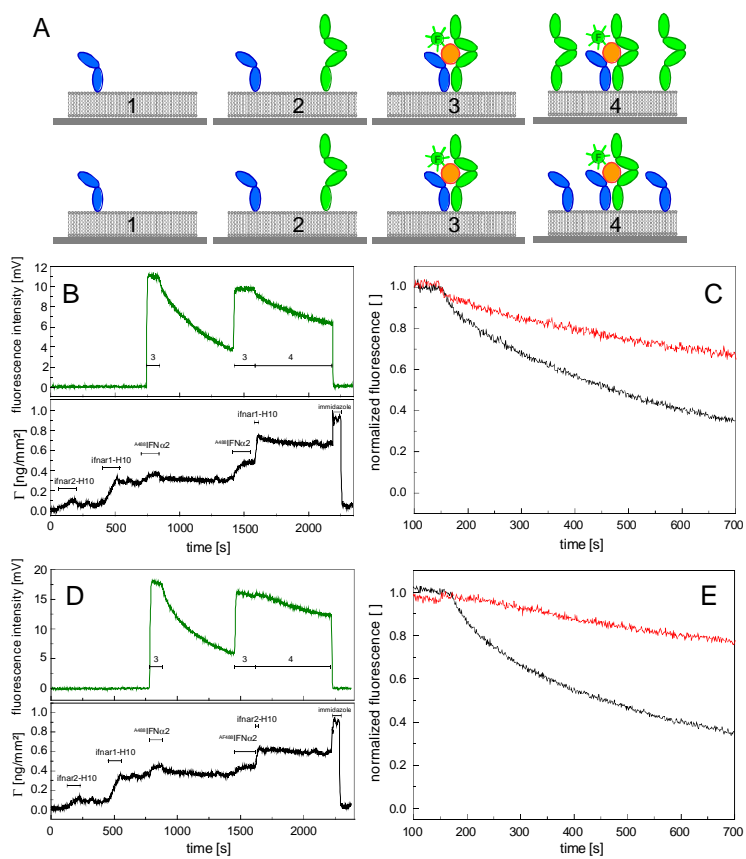 A
F
F
1
2
3
4
F
F
1
2
3
4
B
fluorescence intensity [mV]
12
10
8
6
4
2
0
3
3
4
Γ [ng/mm²]
1.0
0.8
0.6
0.4
0.2
0.0
ifnar2-H10
ifnar1-H10
A488IFNα2
A488IFNα2
ifnar1-H10
immidazole
0
500
1000
1500
2000
time [s]
C
normalized fluorescence [ ]
1.0
0.8
0.6
0.4
0.2
0.0
100
200
300
400
500
600
700
time [s]
D
fluorescence intensity [mV]
20
15
10
5
0
3
3
4
Γ [ng/mm²]
1.0
0.8
0.6
0.4
0.2
0.0
ifnar2-H10
ifnar1-H10
A488IFNα2
AF488IFNα2
ifnar2-H10
immidazole
0
500
1000
1500
2000
time [s]
E
normalized fluorescence [ ]
1.0
0.8
0.6
0.4
0.2
0.0
100
200
300
400
500
600
700
time [s]